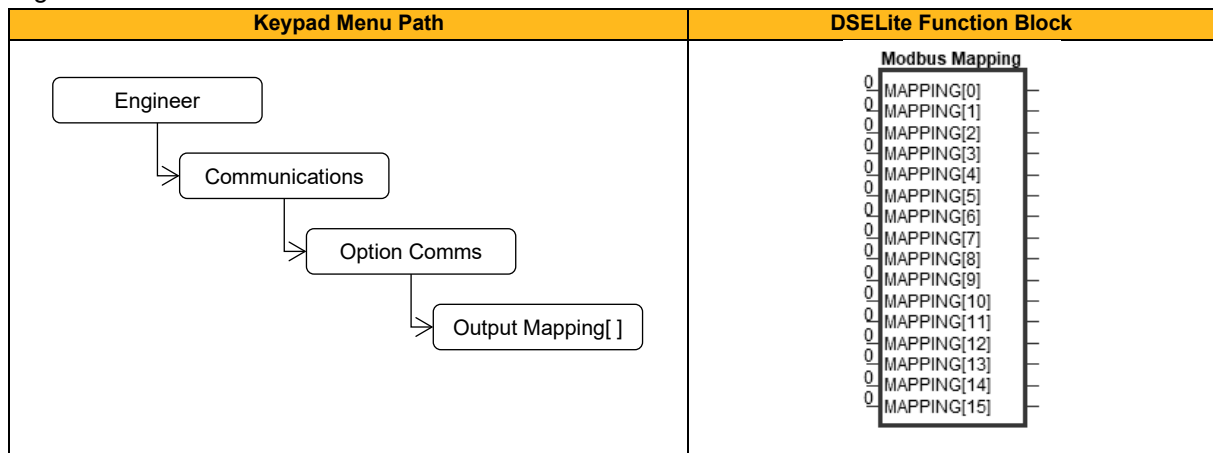 Keypad Menu Path
DSELite Function Block
Engineer
Communications
Option Comms
Output Mapping[ ]
Modbus Mapping
0 MAPPING[0]
0 MAPPING[1]
0 MAPPING[2]
0 MAPPING[3]
0 MAPPING[4]
0 MAPPING[5]
0 MAPPING[6]
0 MAPPING[7]
0 MAPPING[8]
0 MAPPING[9]
0 MAPPING[10]
0 MAPPING[11]
0 MAPPING[12]
0 MAPPING[13]
0 MAPPING[14]
0 MAPPING[15]